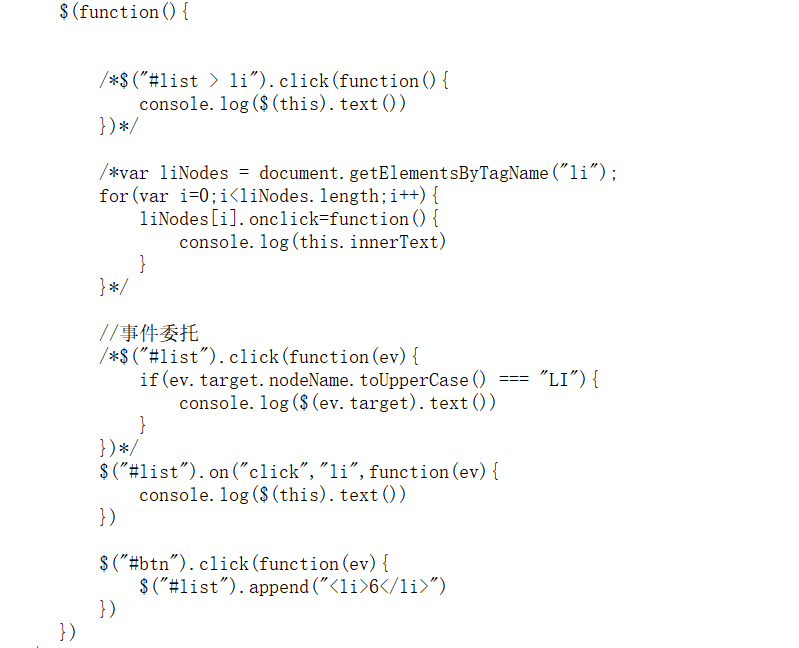 $(function(){
/*$("#list > li").click(function(){
console.log($(this).text())
})*/
/*var liNodes = document.getElementsByTagName("li");
for(var i=0;i<liNodes.length;i++){
liNodes[i].onclick=function(){
console.log(this.innerText)
}
}*/
//事件委托
/*$("#list").click(function(ev){
if(ev.target.nodeName.toUpperCase() === "LI"){
console.log($(ev.target).text())
}
})*/
$("#list").on("click","li",function(ev){
console.log($(this).text())
})
$("#btn").click(function(ev){
$("#list").append("<li>6</li>")
})
})